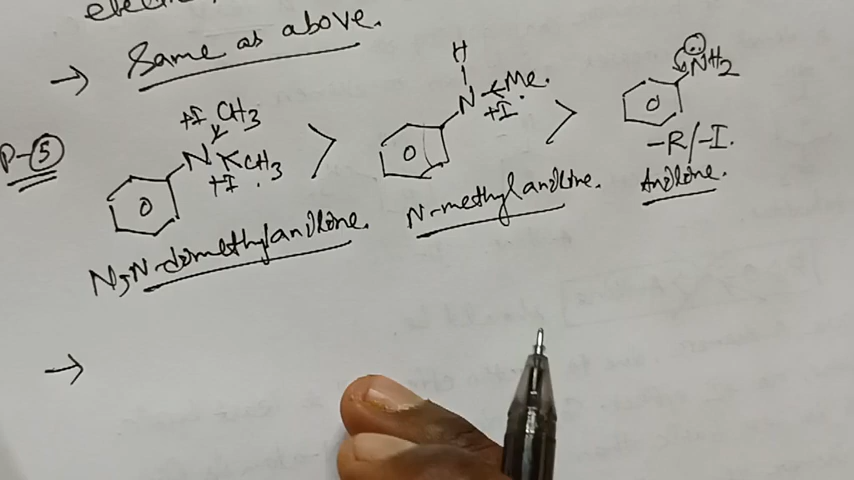 → Same as above.
P-5
+I CH3
N CH3
+I.
>
H
N Me.
+I.
>
NH2
-R/-I.
N,N-dimethylaniline.
N-methylaniline.
Aniline.
→